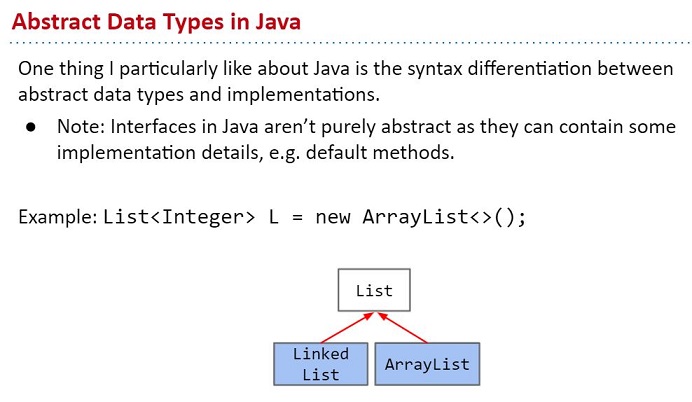 Abstract Data Types in Java
One thing I particularly like about Java is the syntax differentiation between
abstract data types and implementations.
● Note: Interfaces in Java aren’t purely abstract as they can contain some
implementation details, e.g. default methods.
Example: List<Integer> L = new ArrayList<>();
List
Linked
List
ArrayList